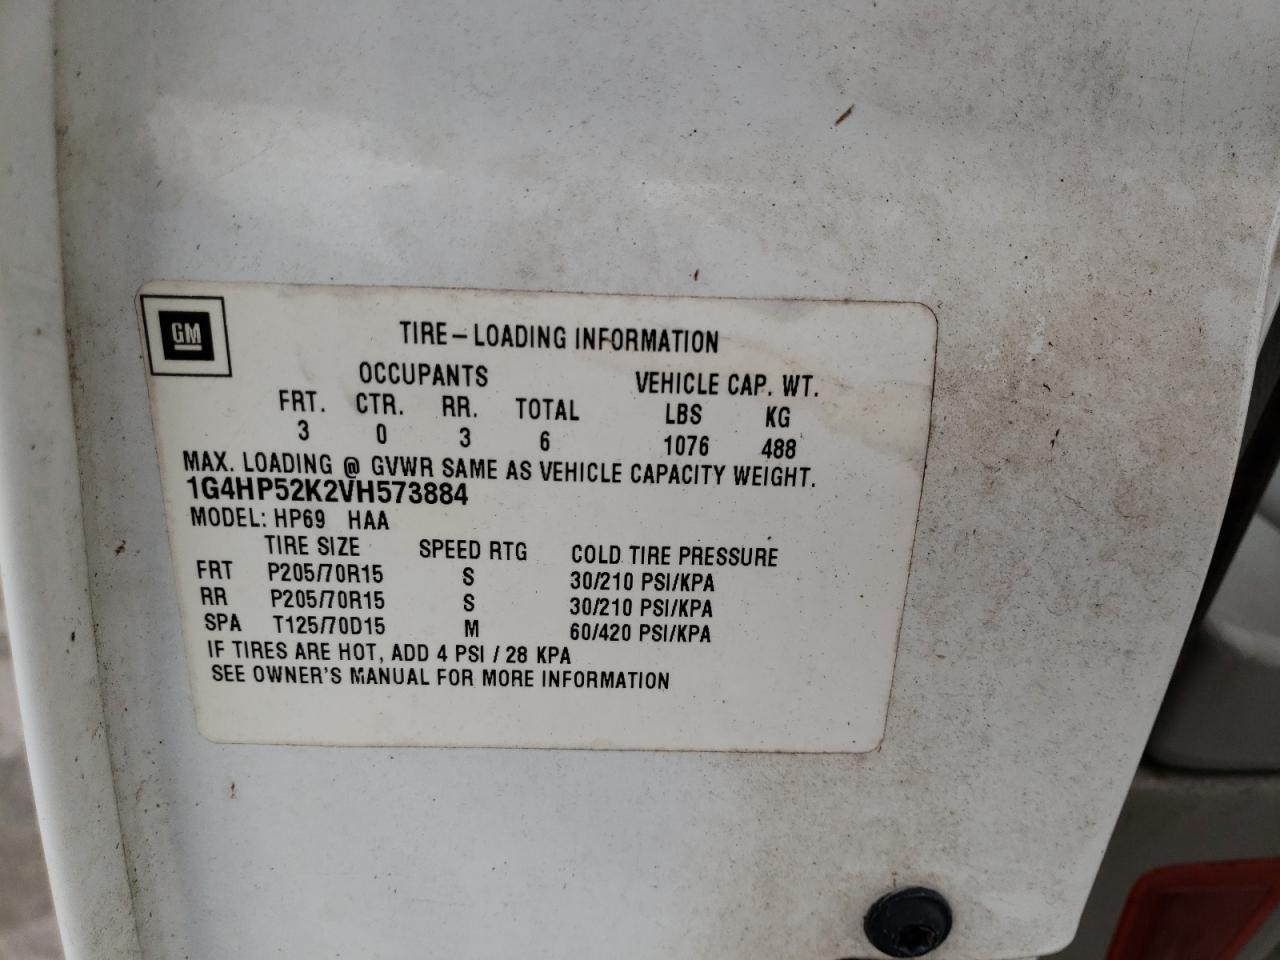 GM
TIRE-LOADING INFORMATION
OCCUPANTS VEHICLE CAP. WT.
FRT. CTR. RR. TOTAL LBS KG
3 0 3 6 1076 488
MAX. LOADING @ GVWR SAME AS VEHICLE CAPACITY WEIGHT.
1G4HP52K2VH573884
MODEL: HP69 HAA
TIRE SIZE SPEED RTG COLD TIRE PRESSURE
FRT P205/70R15 S 30/210 PSI/KPA
RR P205/70R15 S 30/210 PSI/KPA
SPA T125/70D15 M 60/420 PSI/KPA
IF TIRES ARE HOT, ADD 4 PSI / 28 KPA
SEE OWNER'S MANUAL FOR MORE INFORMATION